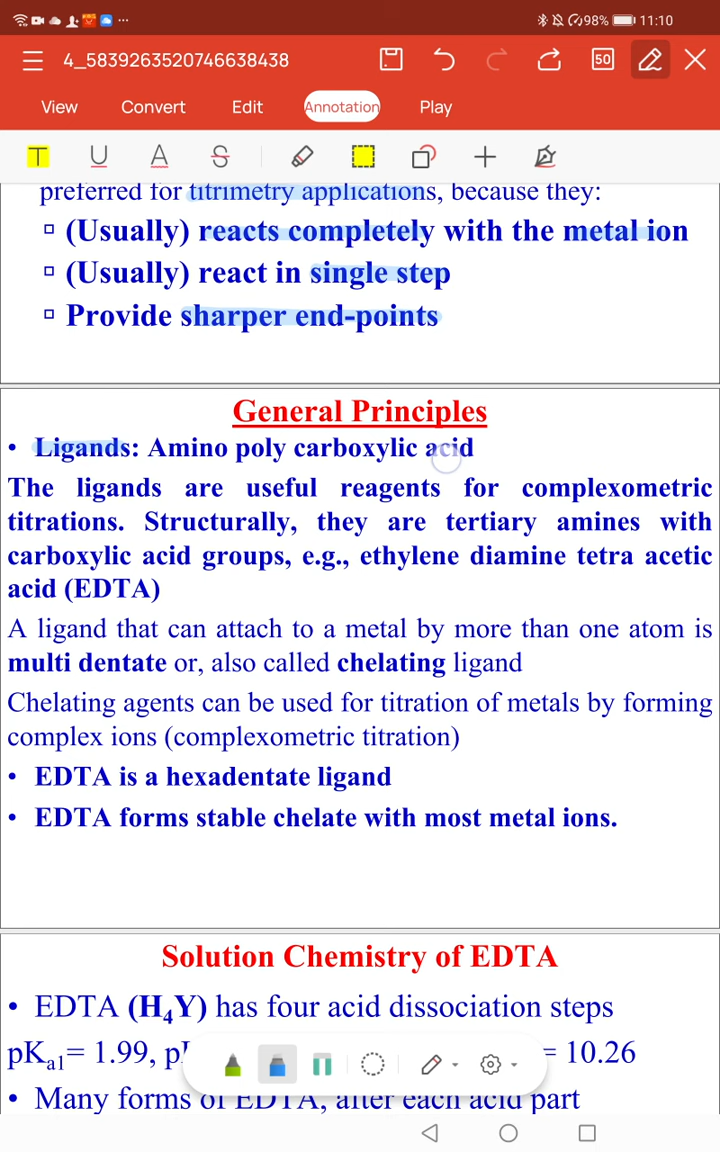 98% 11:10
4_5839263520746638438
50
View Convert Edit Annotation Play
T U A S
preferred for titrimetry applications, because they:
(Usually) reacts completely with the metal ion
(Usually) react in single step
Provide sharper end-points
General Principles
• Ligands: Amino poly carboxylic acid
The ligands are useful reagents for complexometric
titrations. Structurally, they are tertiary amines with
carboxylic acid groups, e.g., ethylene diamine tetra acetic
acid (EDTA)
A ligand that can attach to a metal by more than one atom is
multi dentate or, also called chelating ligand
Chelating agents can be used for titration of metals by forming
complex ions (complexometric titration)
• EDTA is a hexadentate ligand
• EDTA forms stable chelate with most metal ions.
Solution Chemistry of EDTA
• EDTA (H₄Y) has four acid dissociation steps
pKₐ₁= 1.99, = 10.26
• Many forms of EDTA, after each acid part